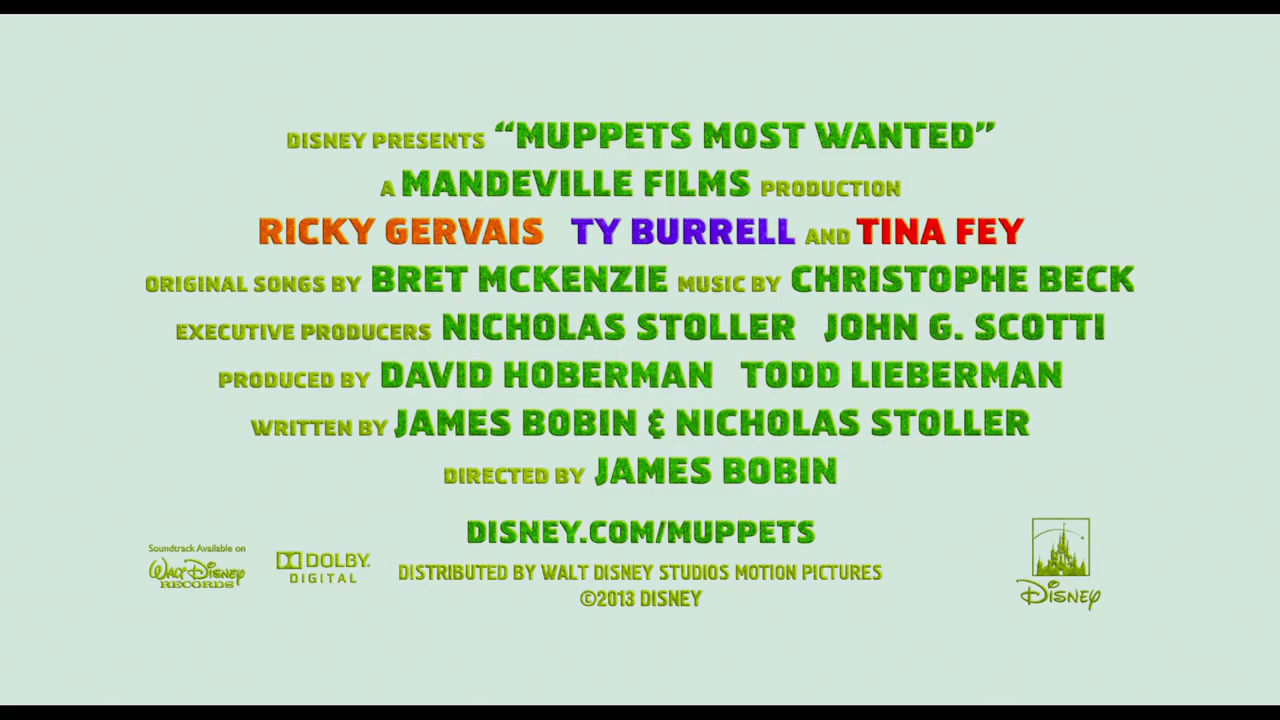 DISNEY PRESENTS “MUPPETS MOST WANTED”
A MANDEVILLE FILMS PRODUCTION
RICKY GERVAIS TY BURRELL AND TINA FEY
ORIGINAL SONGS BY BRET MCKENZIE MUSIC BY CHRISTOPHE BECK
EXECUTIVE PRODUCERS NICHOLAS STOLLER JOHN G. SCOTTI
PRODUCED BY DAVID HOBERMAN TODD LIEBERMAN
WRITTEN BY JAMES BOBIN & NICHOLAS STOLLER
DIRECTED BY JAMES BOBIN
DISNEY.COM/MUPPETS
Soundtrack Available on
WALT DISNEY
RECORDS
DOLBY.
DIGITAL
DISTRIBUTED BY WALT DISNEY STUDIOS MOTION PICTURES
©2013 DISNEY
DISNEY